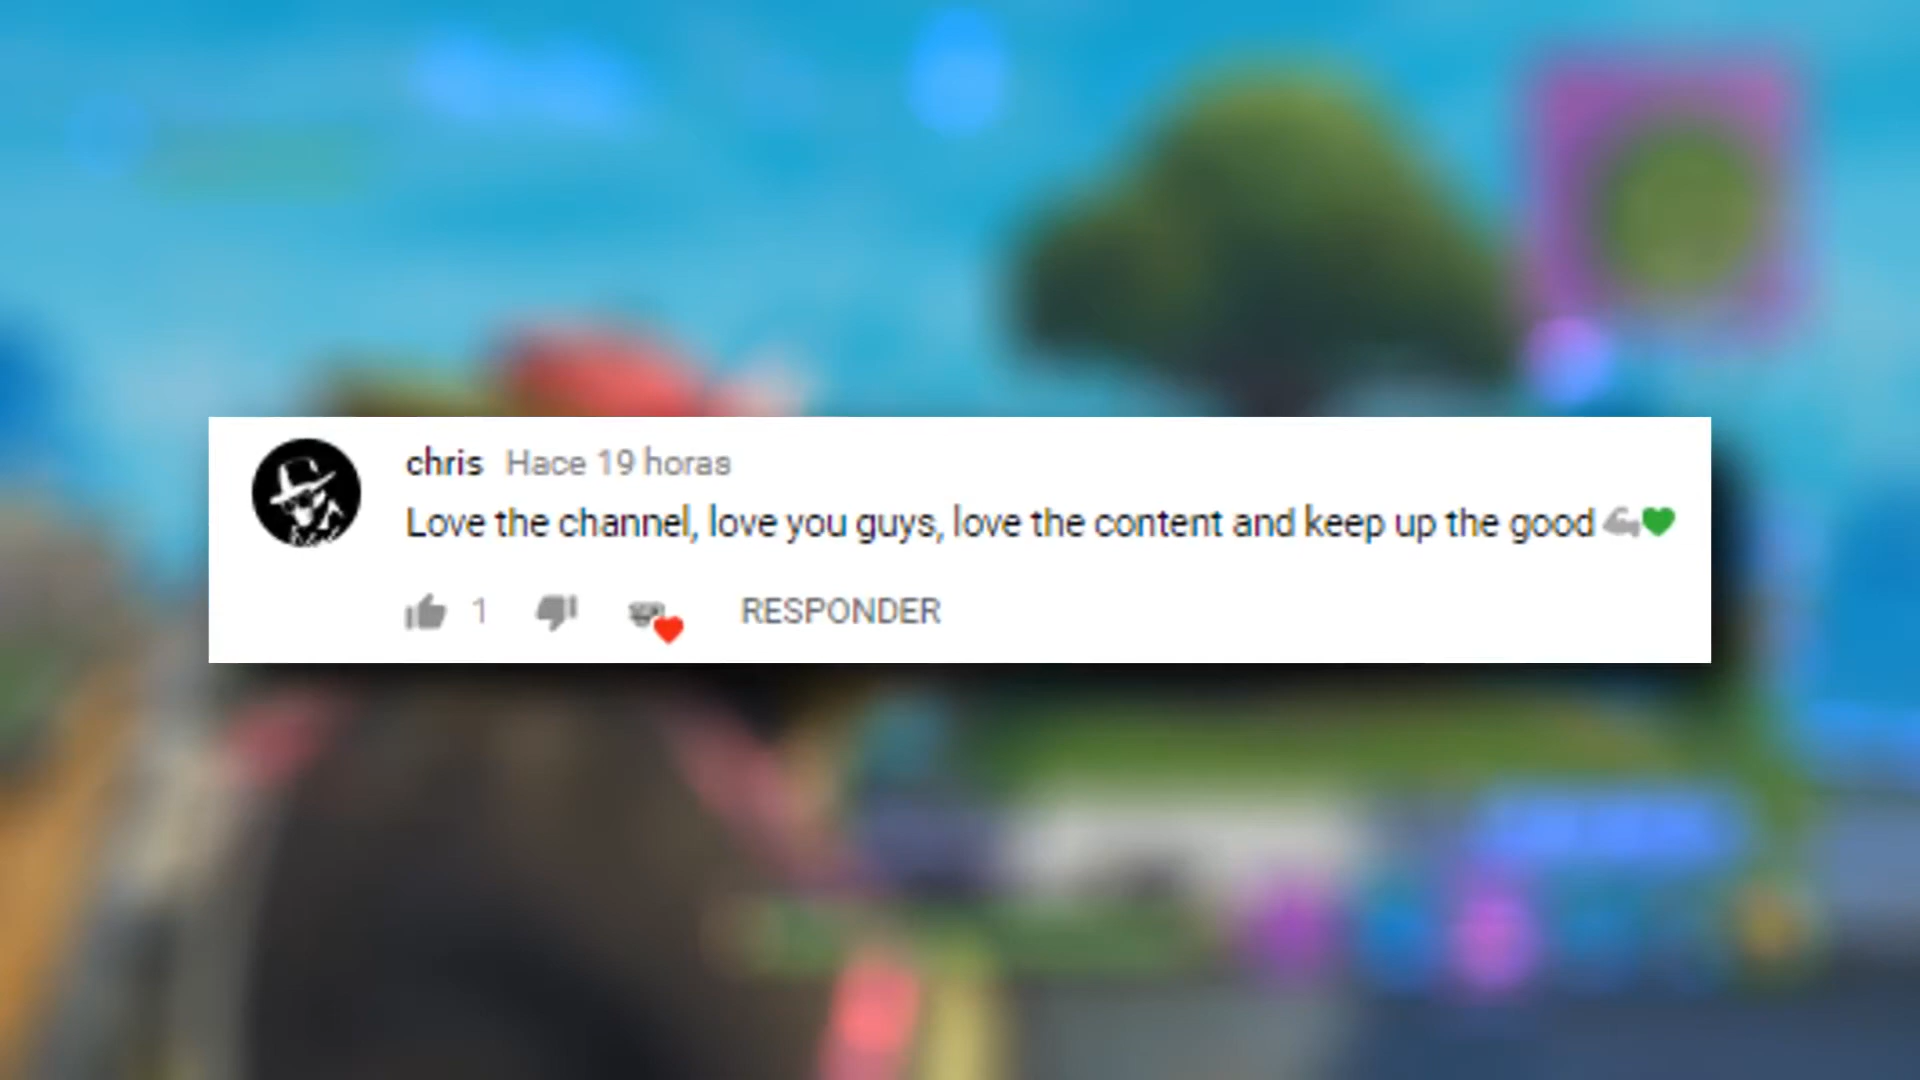 chris Hace 19 horas
Love the channel, love you guys, love the content and keep up the good 💪💚
1 RESPONDER